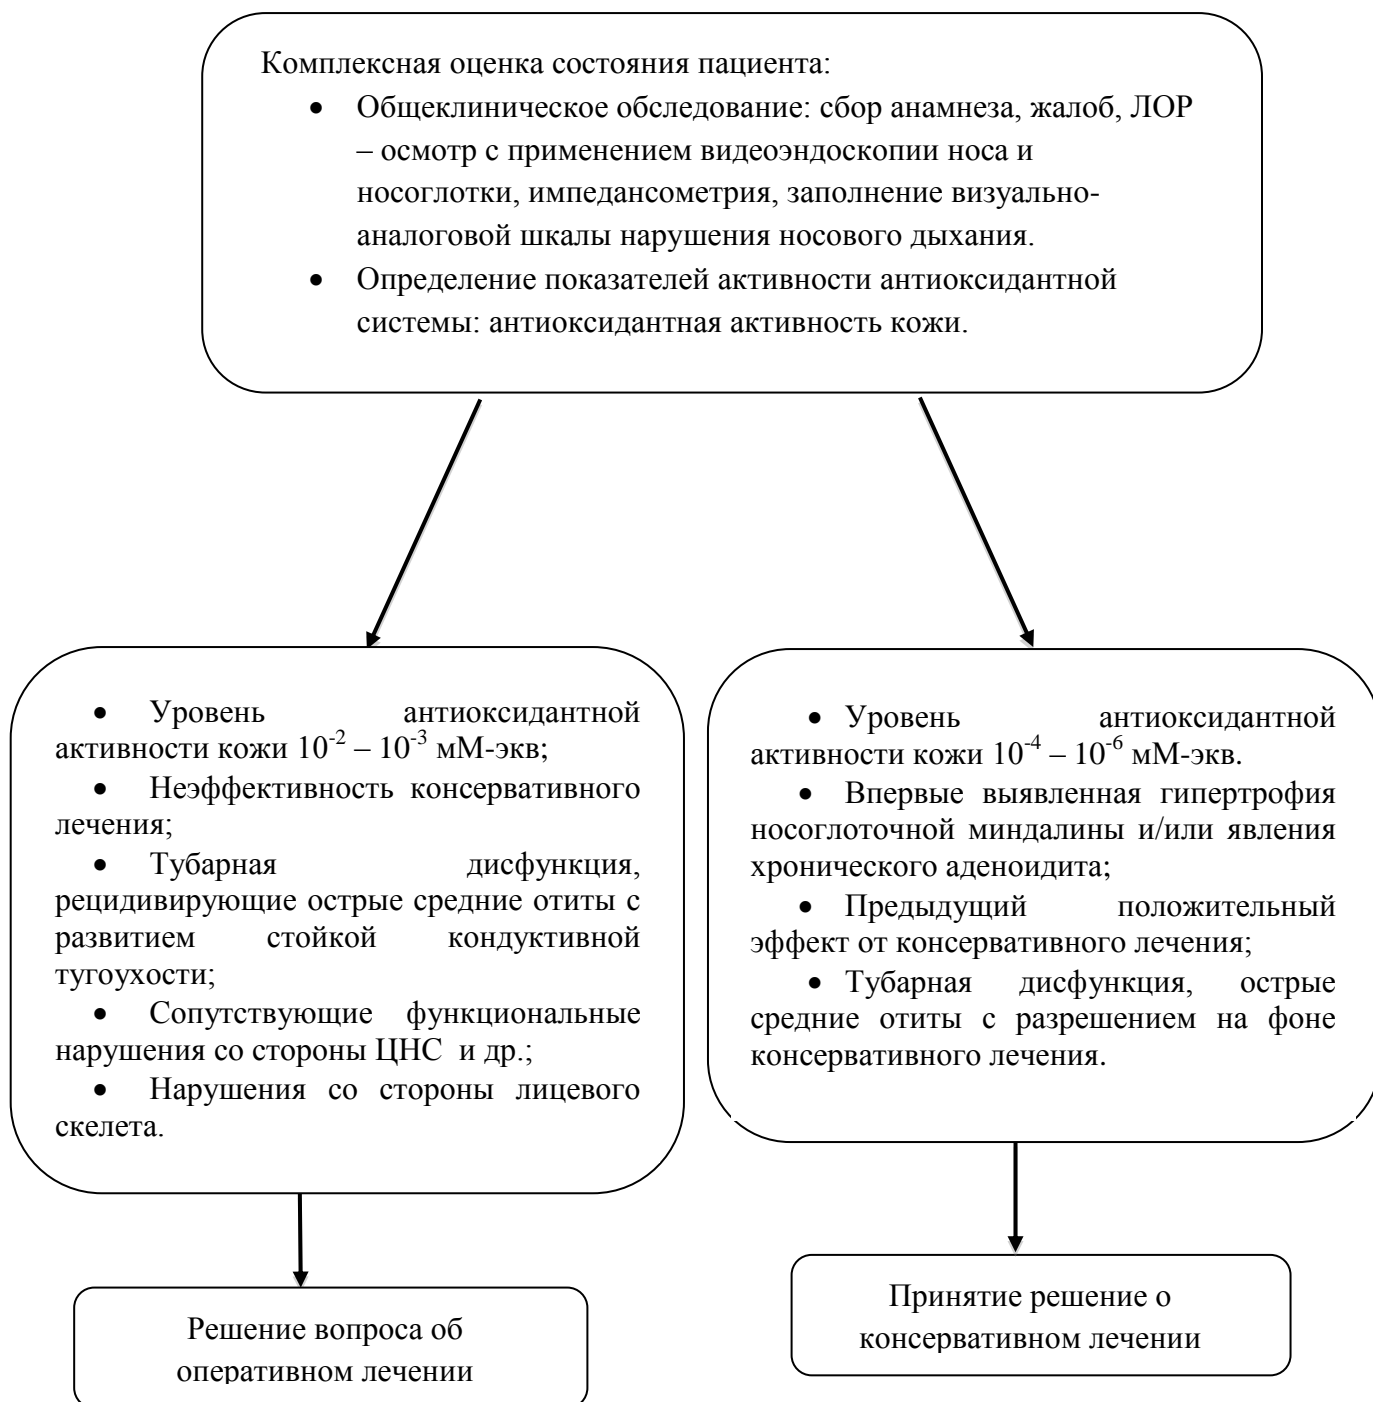 Комплексная оценка состояния пациента:
• Общеклиническое обследование: сбор анамнеза, жалоб, ЛОР
– осмотр с применением видеоэндоскопии носа и
носоглотки, импедансометрия, заполнение визуально-
аналоговой шкалы нарушения носового дыхания.
• Определение показателей активности антиоксидантной
системы: антиоксидантная активность кожи.
• Уровень антиоксидантной
активности кожи 10⁻² – 10⁻³ мМ-экв;
• Неэффективность консервативного
лечения;
• Тубарная дисфункция,
рецидивирующие острые средние отиты с
развитием стойкой кондуктивной
тугоухости;
• Сопутствующие функциональные
нарушения со стороны ЦНС и др.;
• Нарушения со стороны лицевого
скелета.
• Уровень антиоксидантной
активности кожи 10⁻⁴ – 10⁻⁶ мМ-экв.
• Впервые выявленная гипертрофия
носоглоточной миндалины и/или явления
хронического аденоидита;
• Предыдущий положительный
эффект от консервативного лечения;
• Тубарная дисфункция, острые
средние отиты с разрешением на фоне
консервативного лечения.
Решение вопроса об
оперативном лечении
Принятие решение о
консервативном лечении